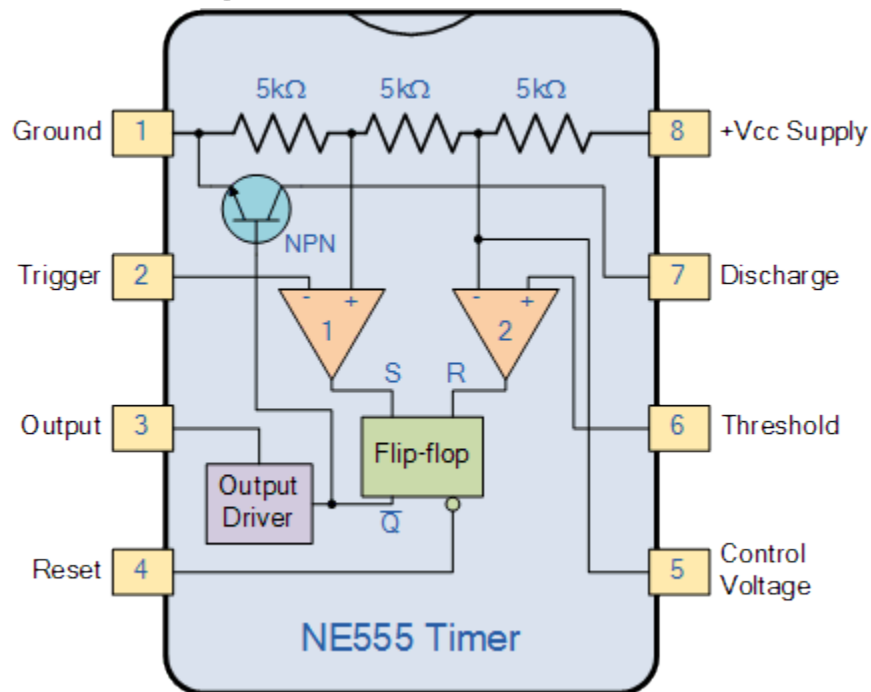 5kΩ
5kΩ
5kΩ
Ground
1
8
+Vcc Supply
NPN
Trigger
2
7
Discharge
-
+
-
+
1
2
S
R
Output
3
6
Threshold
Flip-flop
Output
Driver
Q̅
Reset
4
5
Control
Voltage
NE555 Timer